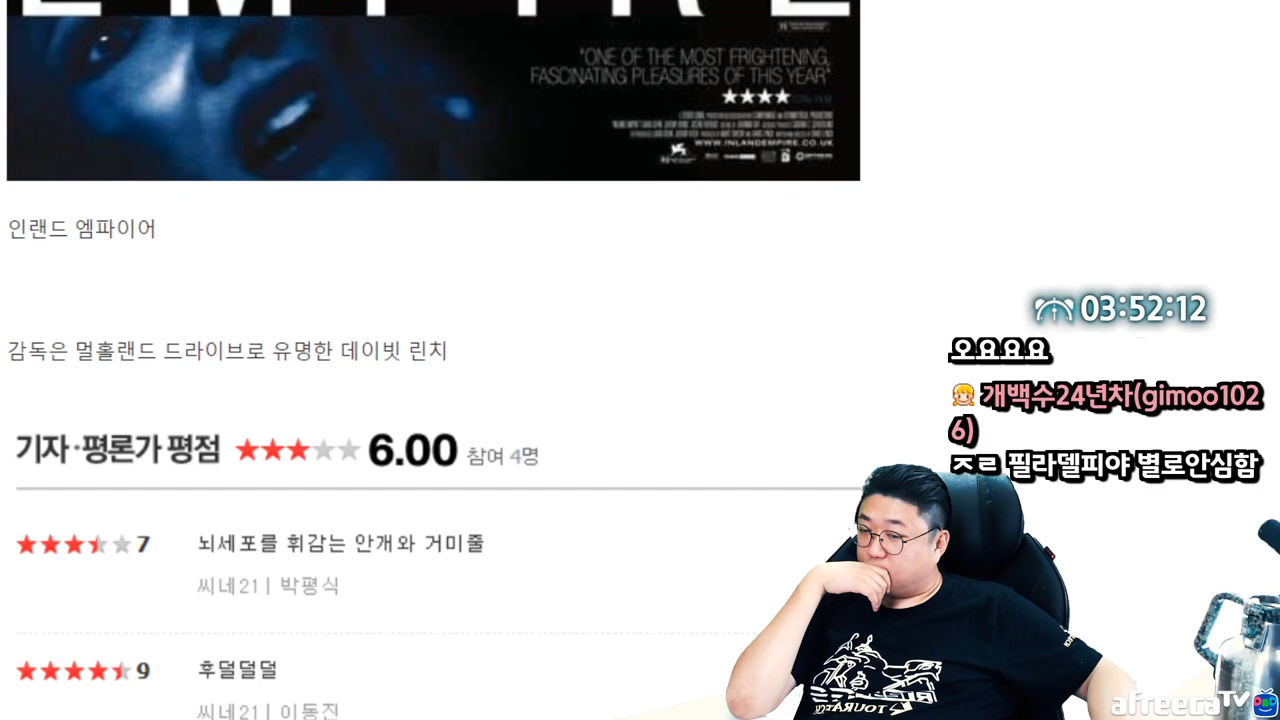 "ONE OF THE MOST FRIGHTENING,
FASCINATING PLEASURES OF THIS YEAR"
WWW.INLANDEMPIRE.CO.UK
인랜드 엠파이어
감독은 멀홀랜드 드라이브로 유명한 데이빗 린치
기자·평론가 평점 6.00 참여 4명
7 뇌세포를 휘감는 안개와 거미줄
씨네21 | 박평식
9 후덜덜덜
씨네21 | 이동진
03:52:12
오요요요
개백수24년차(gimoo102
6)
ㅈㄹ 필라델피야 별로안심함
afreecaTV